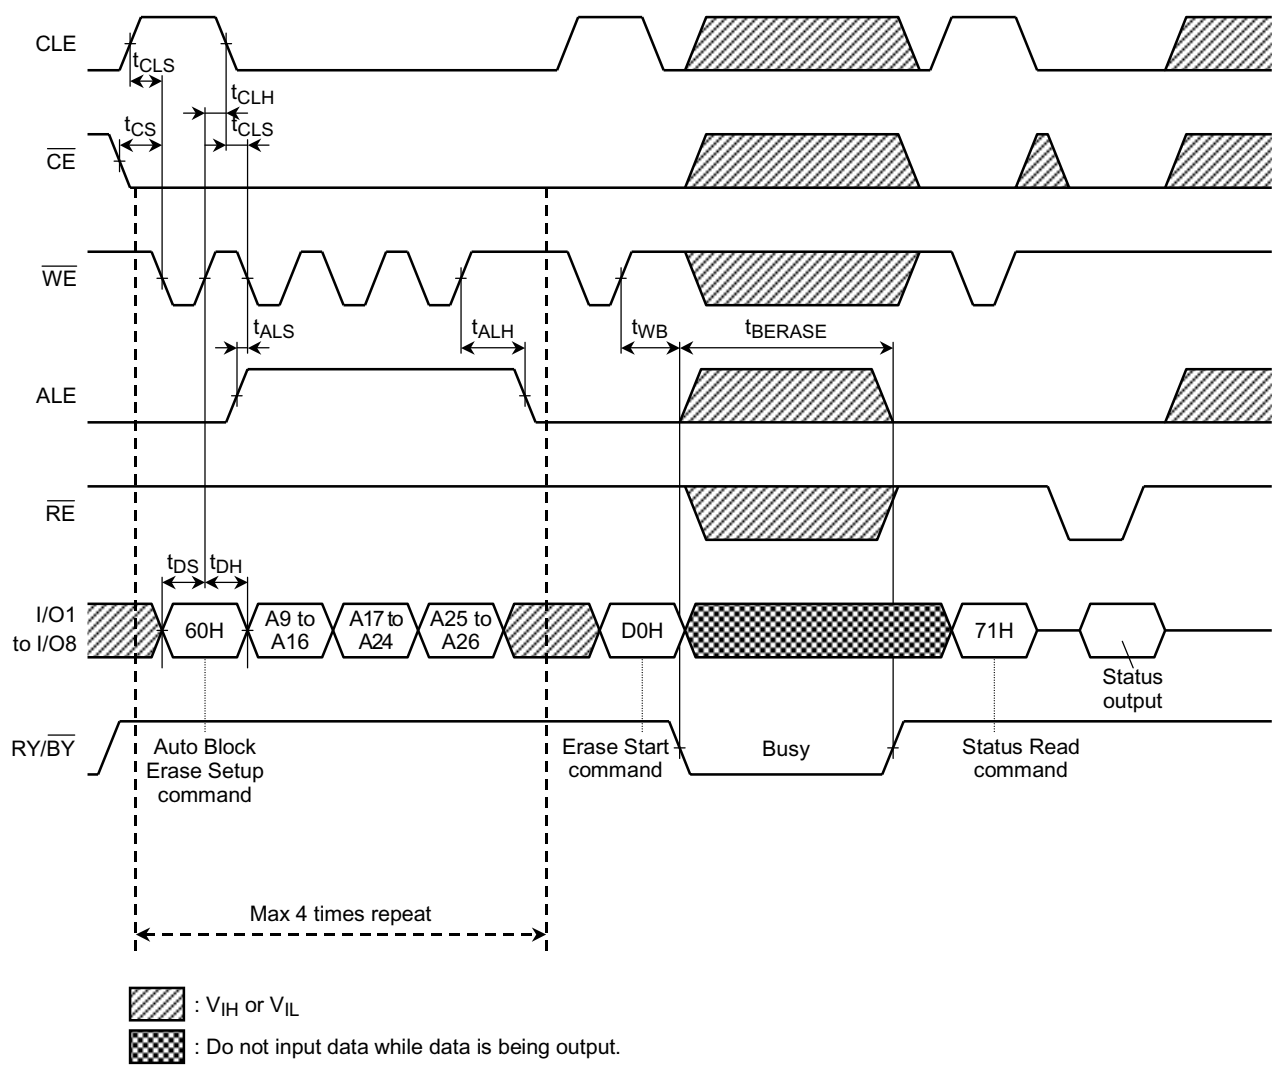 CLE
tCLS
tCLH
tCS
tCLS
CE
WE
tALS
tALH
tWB
tBERASE
ALE
RE
tDS
tDH
I/O1
to I/O8
60H
A9 to
A16
A17 to
A24
A25 to
A26
D0H
71H
Status
output
RY/BY
Auto Block
Erase Setup
command
Erase Start
command
Busy
Status Read
command
Max 4 times repeat
: VIH or VIL
: Do not input data while data is being output.